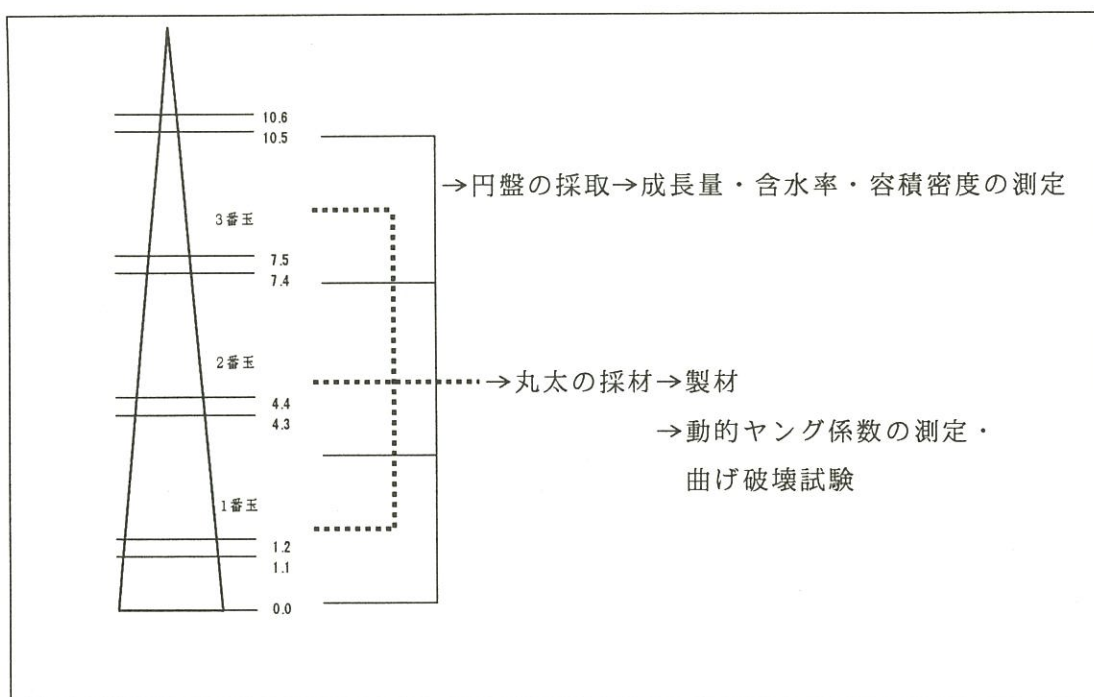 10.6
10.5
→円盤の採取→成長量・含水率・容積密度の測定
3番玉
7.5
7.4
2番玉
→丸太の採材→製材
4.4
4.3
→動的ヤング係数の測定・
曲げ破壊試験
1番玉
1.2
1.1
0.0